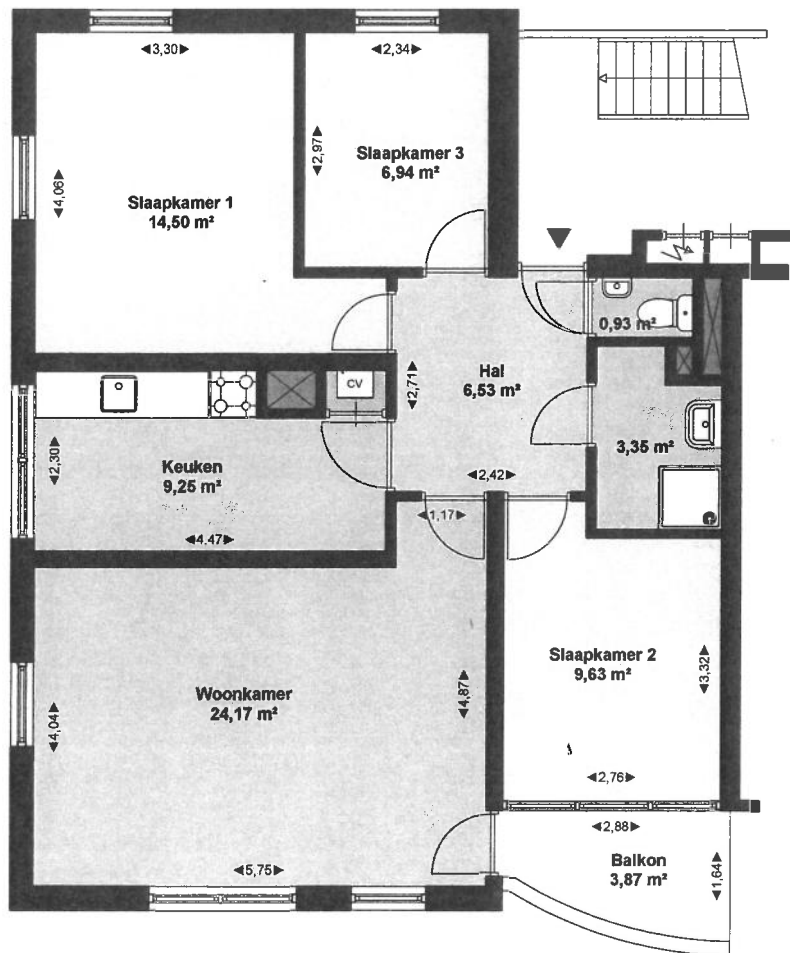 3,30
2,34
2,97
Slaapkamer 3
6,94 m²
4,06
Slaapkamer 1
14,50 m²
0,93 m²
CV
2,71
Hal
6,53 m²
3,35 m²
2,30
Keuken
9,25 m²
2,42
1,17
4,47
Slaapkamer 2
9,63 m²
3,32
Woonkamer
24,17 m²
4,87
4,04
2,76
2,88
5,75
Balkon
3,87 m²
1,64